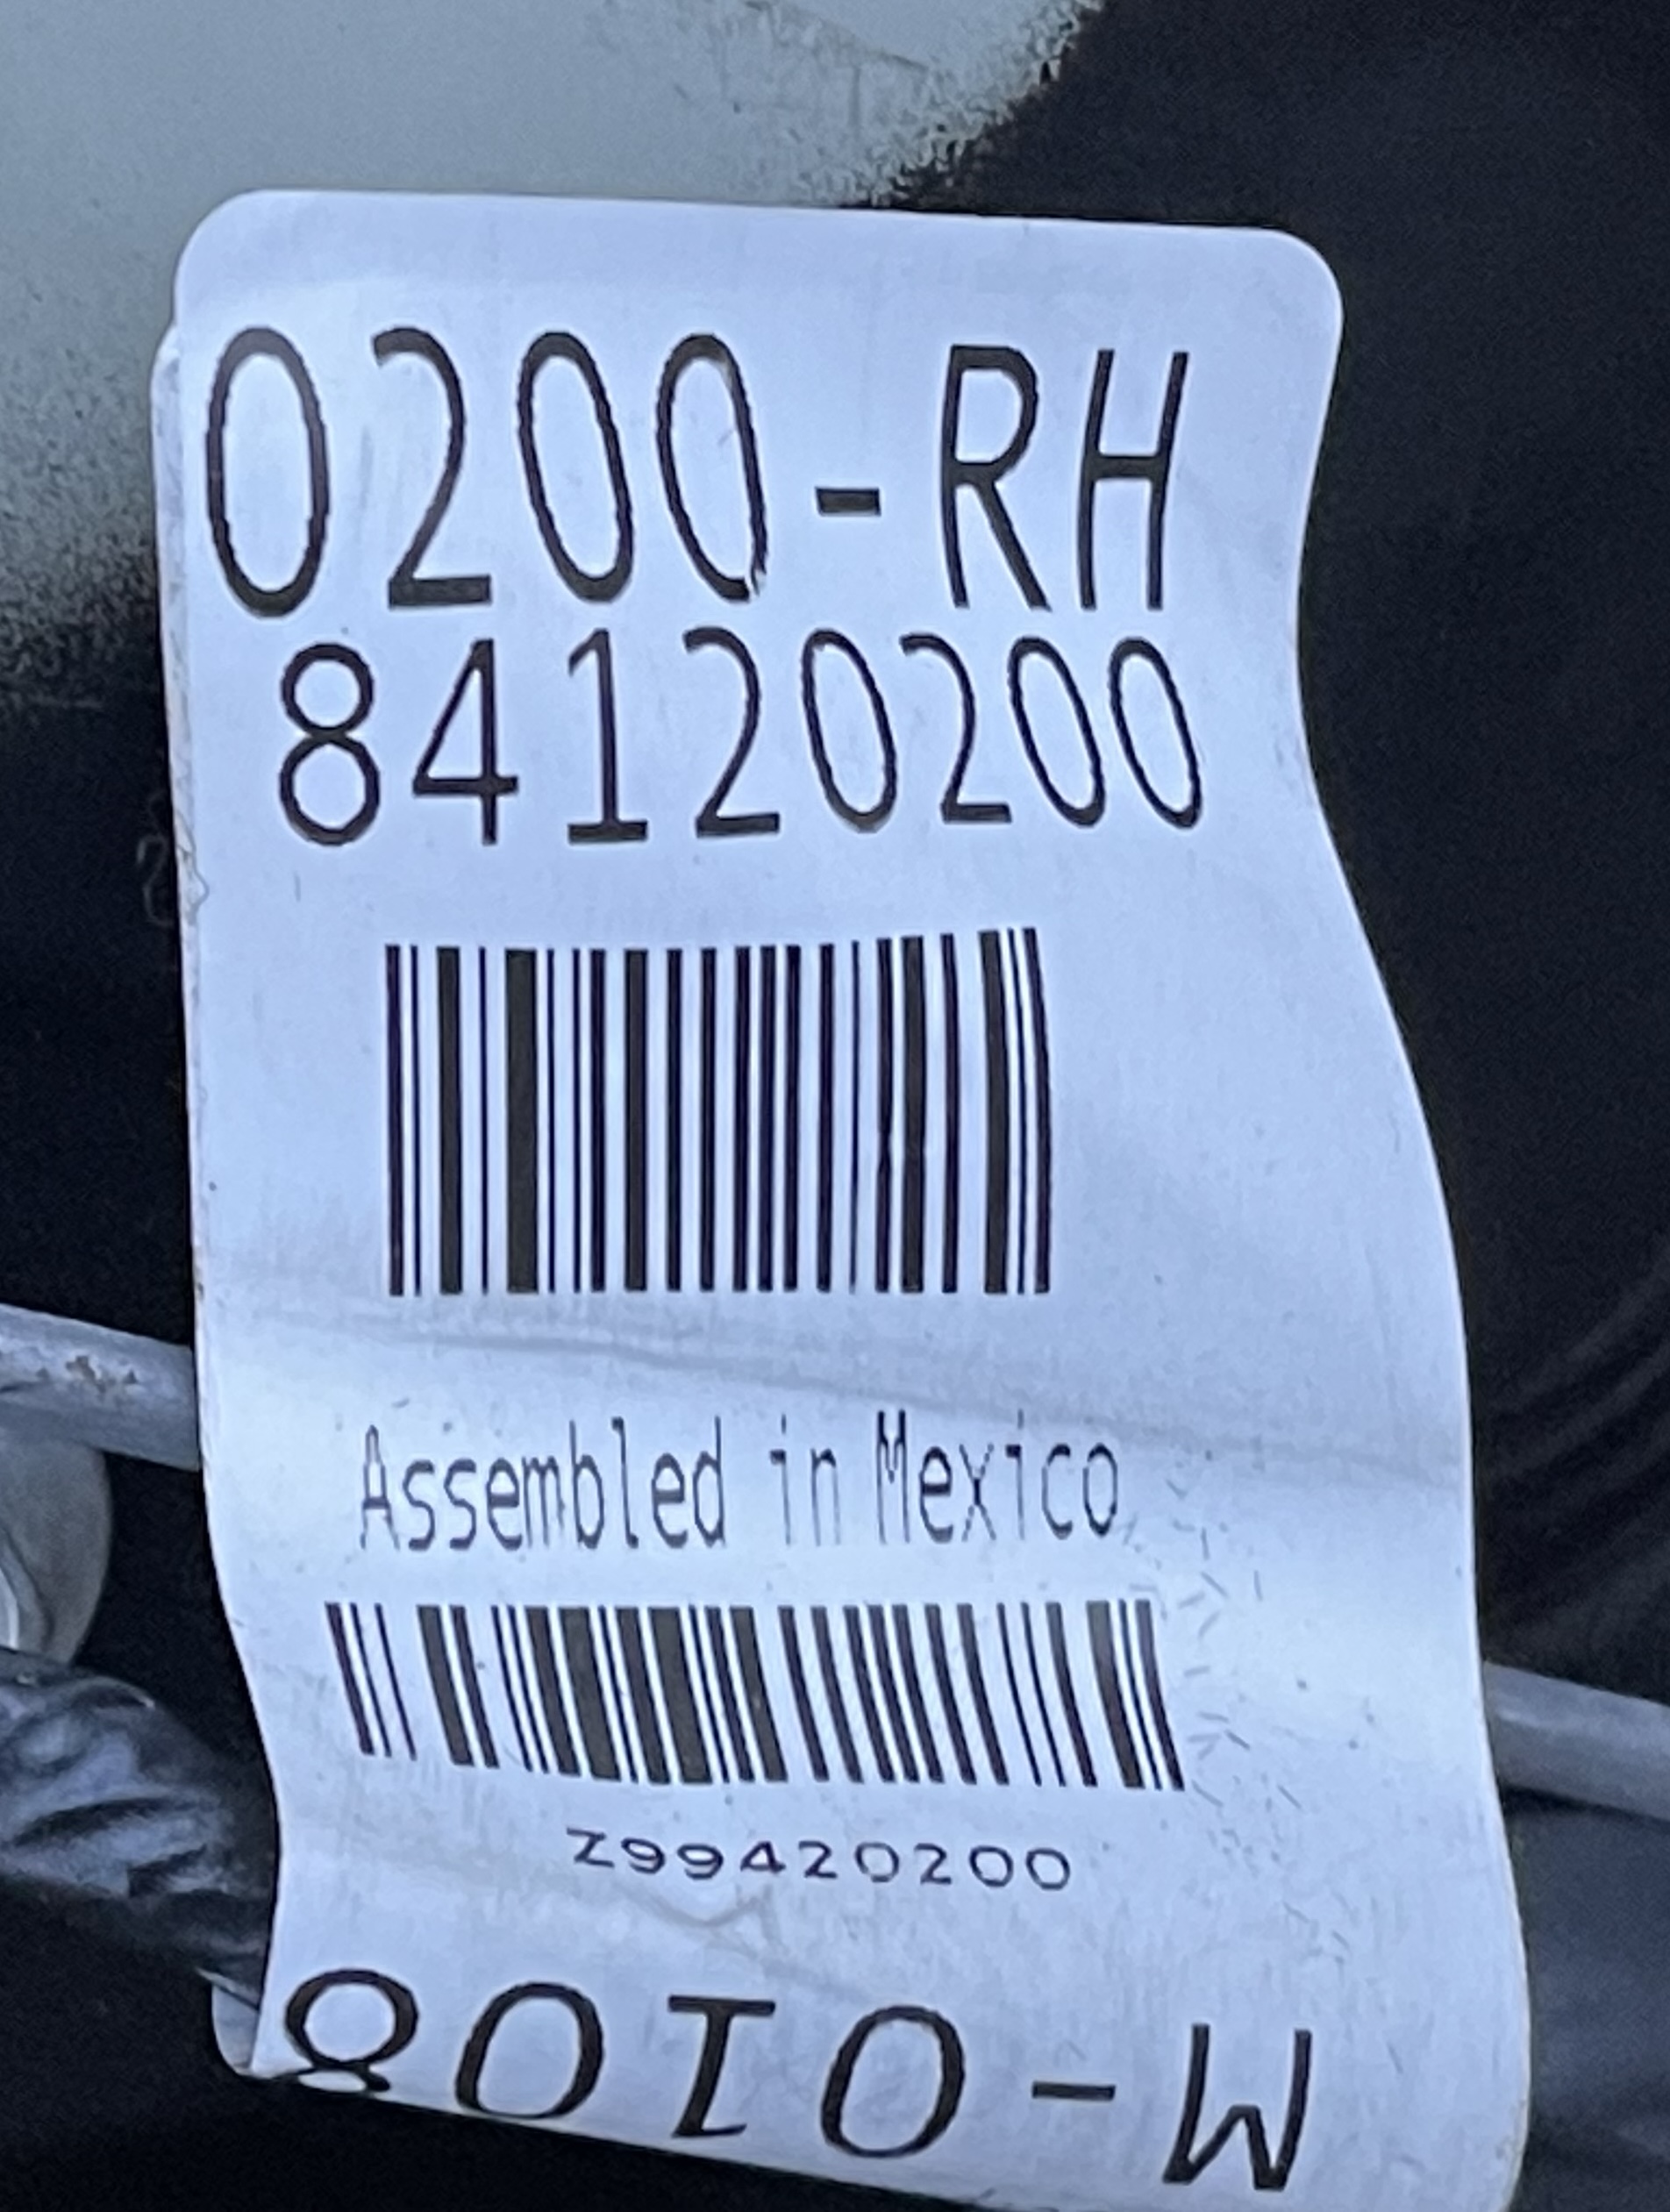 0200-RH
84120200
Assembled in Mexico
Z99420200
M-0108